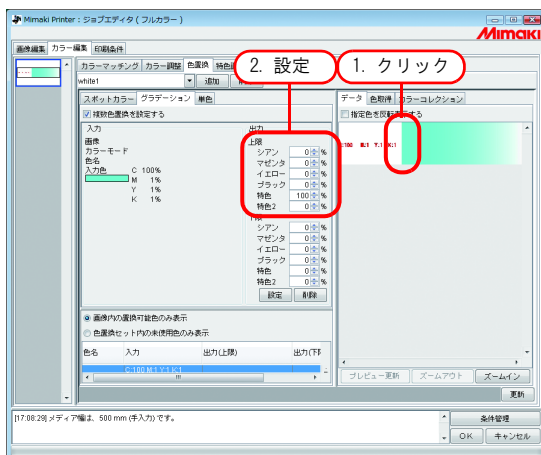 Mimaki Printer : ジョブエディタ ( フルカラー )
Mimaki
画像編集 カラー編集 印刷条件
カラーマッチング カラー調整 色置換
white1 追加
2. 設定
1. クリック
スポットカラー グラデーション 単色
複数色置換を設定する
入力
画像
カラーモード
色名
入力色 C 100%
M 1%
Y 1%
K 1%
出力
上限
シアン 0 %
マゼンタ 0 %
イエロー 0 %
ブラック 0 %
特色 100 %
特色2 0 %
シアン 0 %
マゼンタ 0 %
イエロー 0 %
ブラック 0 %
特色 0 %
特色2 0 %
設定 削除
画像内の置換可能色のみ表示
色置換セット内の未使用色のみ表示
色名 入力 出力(上限) 出力(下
C:100 M:1 Y:1 K:1
データ 色取得 カラーコレクション
指定色を反転表示する
C:100 M:1 Y:1 K:1
プレビュー更新 ズームアウト ズームイン
更新
[17:08:29] メディア幅は、500 mm (手入力) です。
条件管理
OK キャンセル